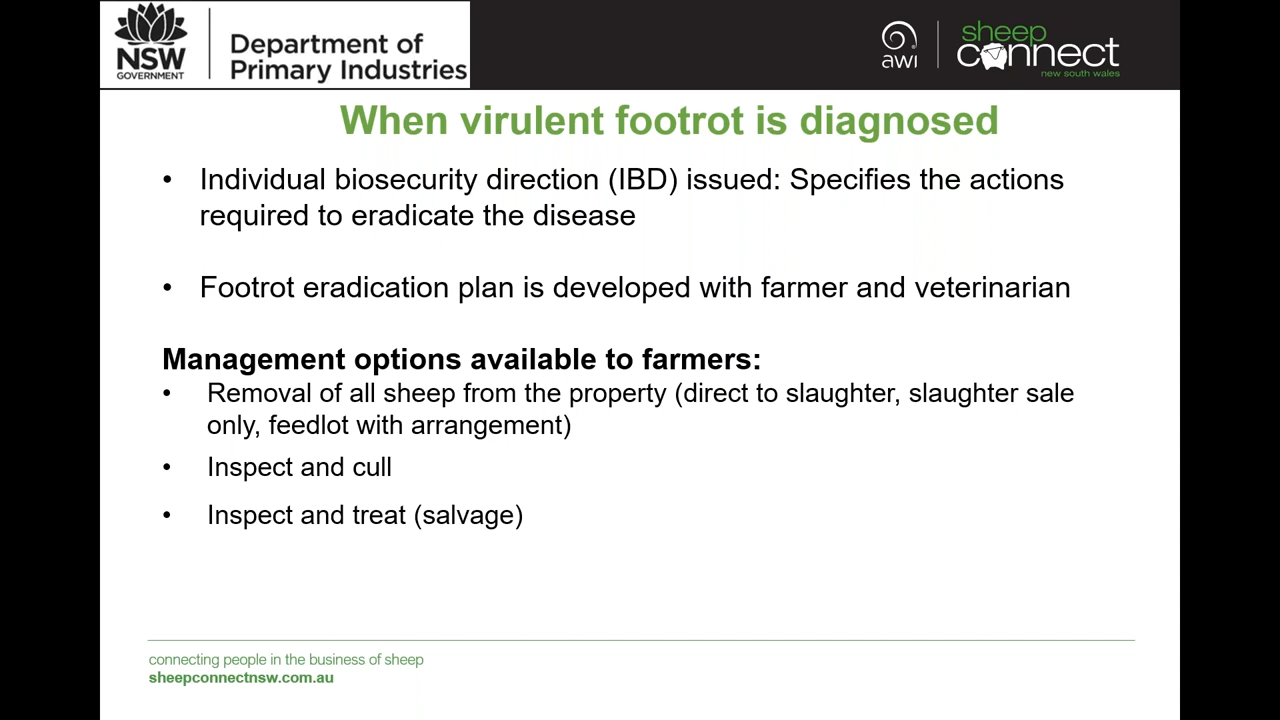 NSW
GOVERNMENT
Department of
Primary Industries
awi
sheep
connect
new south wales
When virulent footrot is diagnosed
• Individual biosecurity direction (IBD) issued: Specifies the actions
required to eradicate the disease
• Footrot eradication plan is developed with farmer and veterinarian
Management options available to farmers:
• Removal of all sheep from the property (direct to slaughter, slaughter sale
only, feedlot with arrangement)
• Inspect and cull
• Inspect and treat (salvage)
connecting people in the business of sheep
sheepconnectnsw.com.au